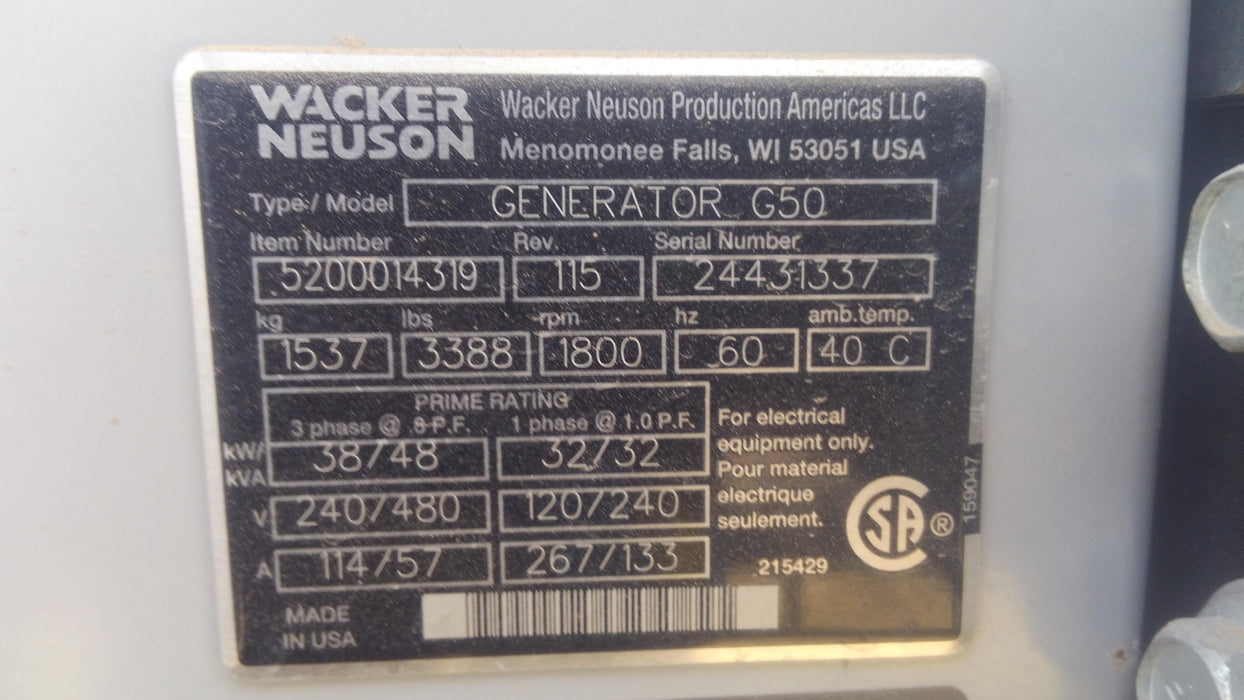 WACKER NEUSON
Wacker Neuson Production Americas LLC
Menomonee Falls, WI 53051 USA
Type / Model GENERATOR G50
Item Number Rev. Serial Number
5200014319 115 24431337
kg lbs rpm hz amb.temp.
1537 3388 1800 60 40 C
PRIME RATING
3 phase @ .8 P.F. 1 phase @ 1.0 P.F.
kW/kVA 38/48 32/32
V 240/480 120/240
A 114/57 267/133
For electrical
equipment only.
Pour material
electrique
seulement.
CSA ®
215429
159047
MADE
IN USA